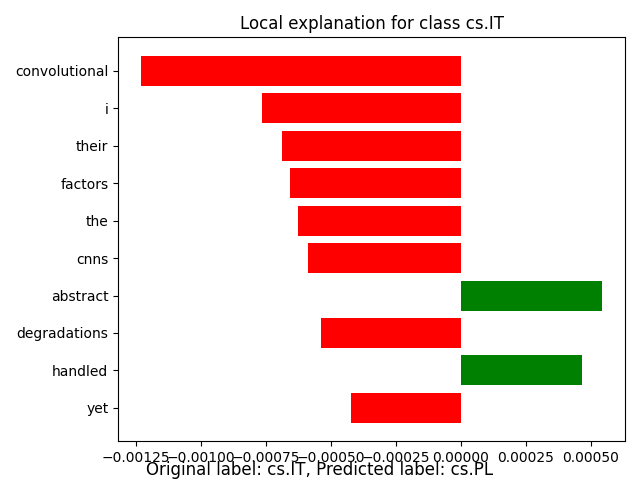 Local explanation for class cs.IT
convolutional
i
their
factors
the
cnns
abstract
degradations
handled
yet
−0.00125 −0.00100 −0.00075 −0.00050 −0.00025 0.00000 0.00025 0.00050
Original label: cs.IT, Predicted label: cs.PL